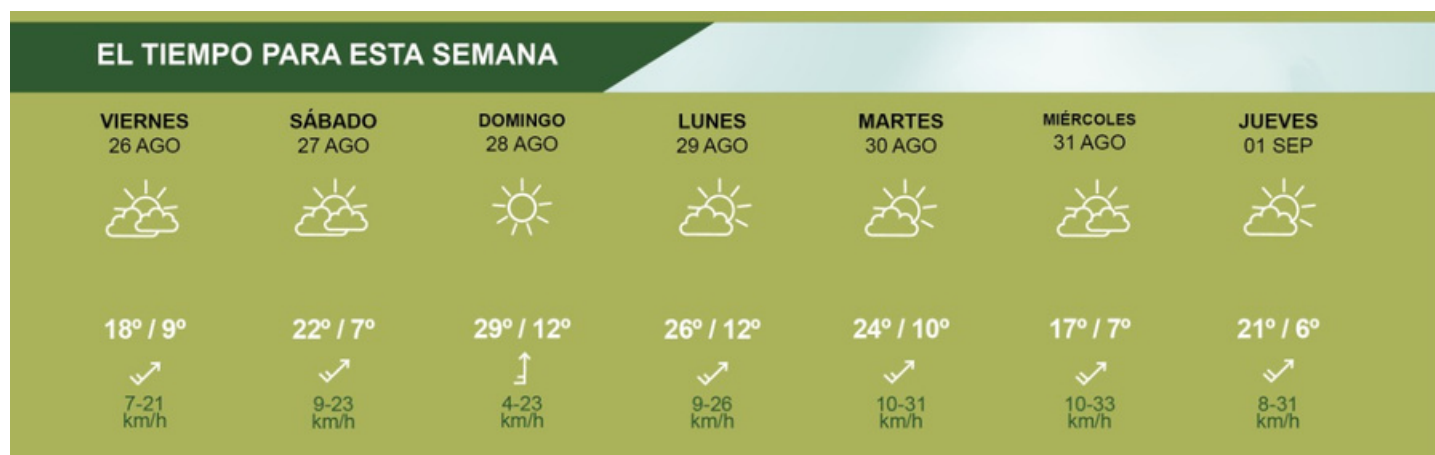 EL TIEMPO PARA ESTA SEMANA
VIERNES SÁBADO DOMINGO LUNES MARTES MIÉRCOLES JUEVES
26 AGO 27 AGO 28 AGO 29 AGO 30 AGO 31 AGO 01 SEP
18º / 9º 22º / 7º 29º / 12º 26º / 12º 24º / 10º 17º / 7º 21º / 6º
7-21 9-23 4-23 9-26 10-31 10-33 8-31
km/h km/h km/h km/h km/h km/h km/h